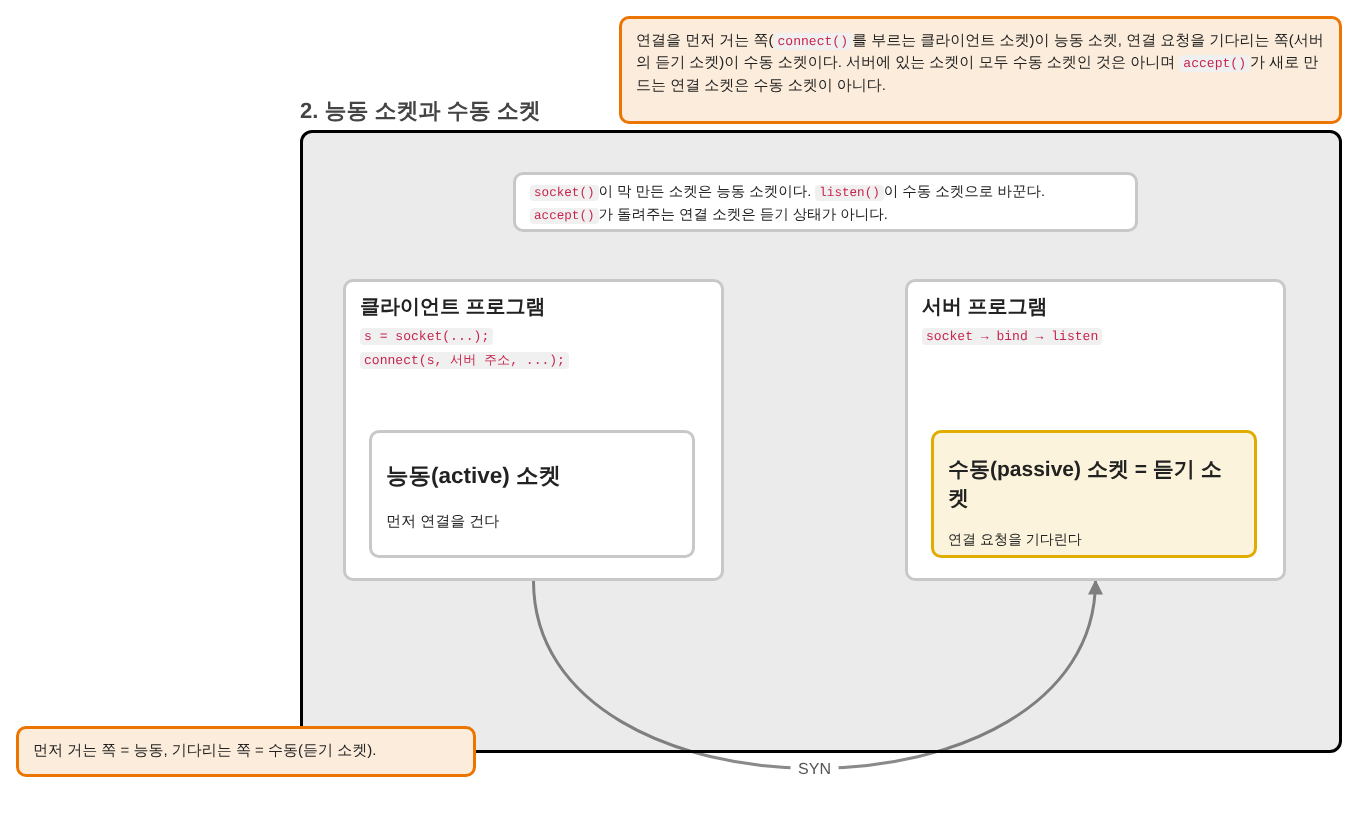 연결을 먼저 거는 쪽( connect() 를 부르는 클라이언트 소켓)이 능동 소켓, 연결 요청을 기다리는 쪽(서버
의 듣기 소켓)이 수동 소켓이다. 서버에 있는 소켓이 모두 수동 소켓인 것은 아니며 accept() 가 새로 만
드는 연결 소켓은 수동 소켓이 아니다.
2. 능동 소켓과 수동 소켓
socket() 이 막 만든 소켓은 능동 소켓이다. listen() 이 수동 소켓으로 바꾼다.
accept() 가 돌려주는 연결 소켓은 듣기 상태가 아니다.
클라이언트 프로그램
s = socket(...);
connect(s, 서버 주소, ...);
능동(active) 소켓
먼저 연결을 건다
서버 프로그램
socket → bind → listen
수동(passive) 소켓 = 듣기 소
켓
연결 요청을 기다린다
먼저 거는 쪽 = 능동, 기다리는 쪽 = 수동(듣기 소켓).
SYN